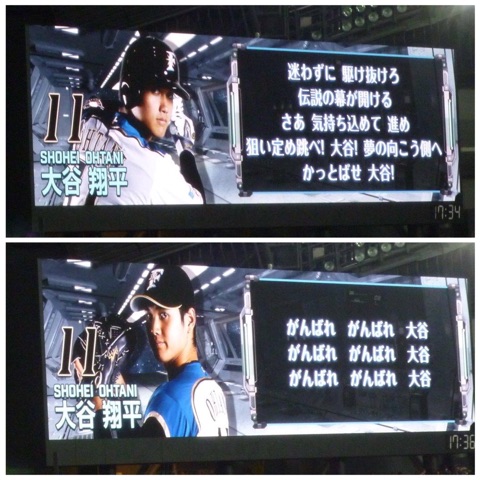 11
SHOHEI OHTANI
大谷 翔平
迷わずに 駆け抜けろ
伝説の幕が開ける
さあ 気持ち込めて 進め
狙い定め跳べ! 大谷! 夢の向こう側へ
かっとばせ 大谷!
17:34
11
SHOHEI OHTANI
大谷 翔平
がんばれ がんばれ 大谷
がんばれ がんばれ 大谷
がんばれ がんばれ 大谷
17:36